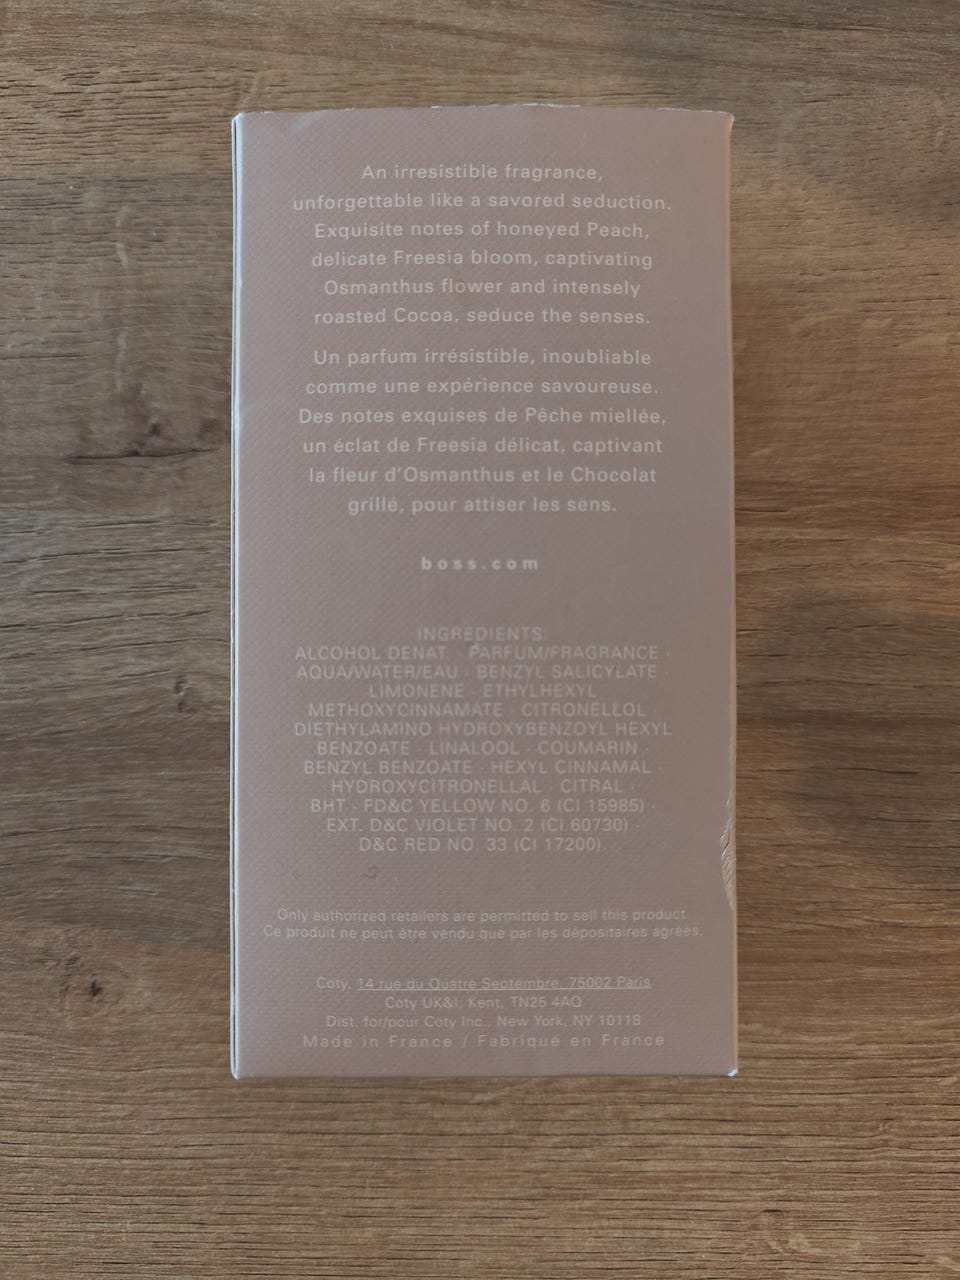 An irresistible fragrance,
unforgettable like a savored seduction.
Exquisite notes of honeyed Peach,
delicate Freesia bloom, captivating
Osmanthus flower and intensely
roasted Cocoa, seduce the senses.
Un parfum irrésistible, inoubliable
comme une expérience savoureuse.
Des notes exquises de Pêche miellée,
un éclat de Freesia délicat, captivant
la fleur d'Osmanthus et le Chocolat
grillé, pour attiser les sens.
boss.com
INGREDIENTS:
ALCOHOL DENAT. · PARFUM/FRAGRANCE ·
AQUA/WATER/EAU · BENZYL SALICYLATE ·
LIMONENE · ETHYLHEXYL
METHOXYCINNAMATE · CITRONELLOL ·
DIETHYLAMINO HYDROXYBENZOYL HEXYL
BENZOATE · LINALOOL · COUMARIN ·
BENZYL BENZOATE · HEXYL CINNAMAL ·
HYDROXYCITRONELLAL · CITRAL ·
BHT · FD&C YELLOW NO. 6 (CI 15985) ·
EXT. D&C VIOLET NO. 2 (CI 60730) ·
D&C RED NO. 33 (CI 17200).
Only authorized retailers are permitted to sell this product.
Ce produit ne peut être vendu que par les dépositaires agréés.
Coty, 14 rue du Quatre Septembre, 75002 Paris
Coty UK&I, Kent, TN25 4AQ
Dist. for/pour Coty Inc., New York, NY 10118
Made in France / Fabriqué en France